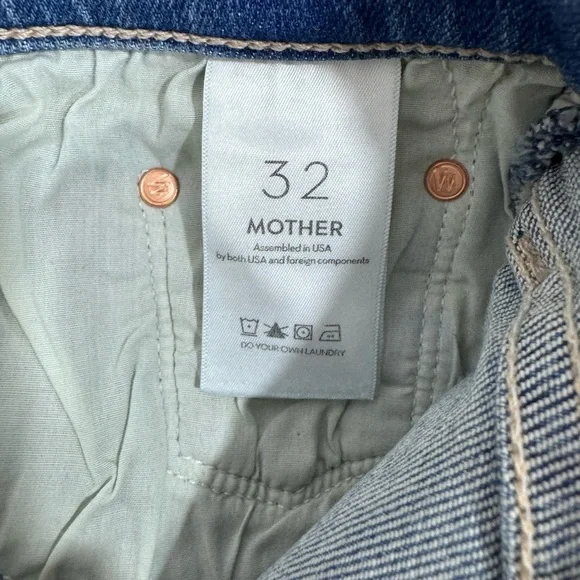 32
MOTHER
Assembled in USA
by both USA and foreign components
DO YOUR OWN LAUNDRY
M
W